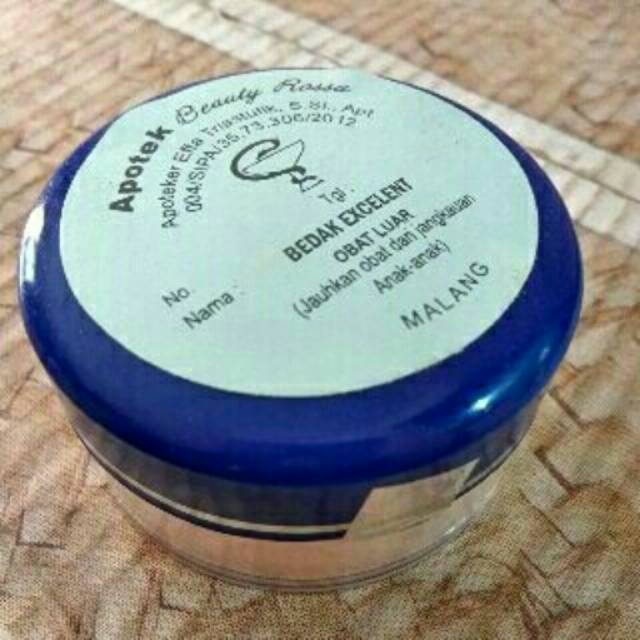 Apotek Beauty Rossa
Apoteker Efta Triastutik, S.Si., Apt
004/SIPA/35.73.306/2012
Tgl.
BEDAK EXCELENT
OBAT LUAR
(Jauhkan obat dari jangkauan
Anak-anak)
No.
Nama :
MALANG